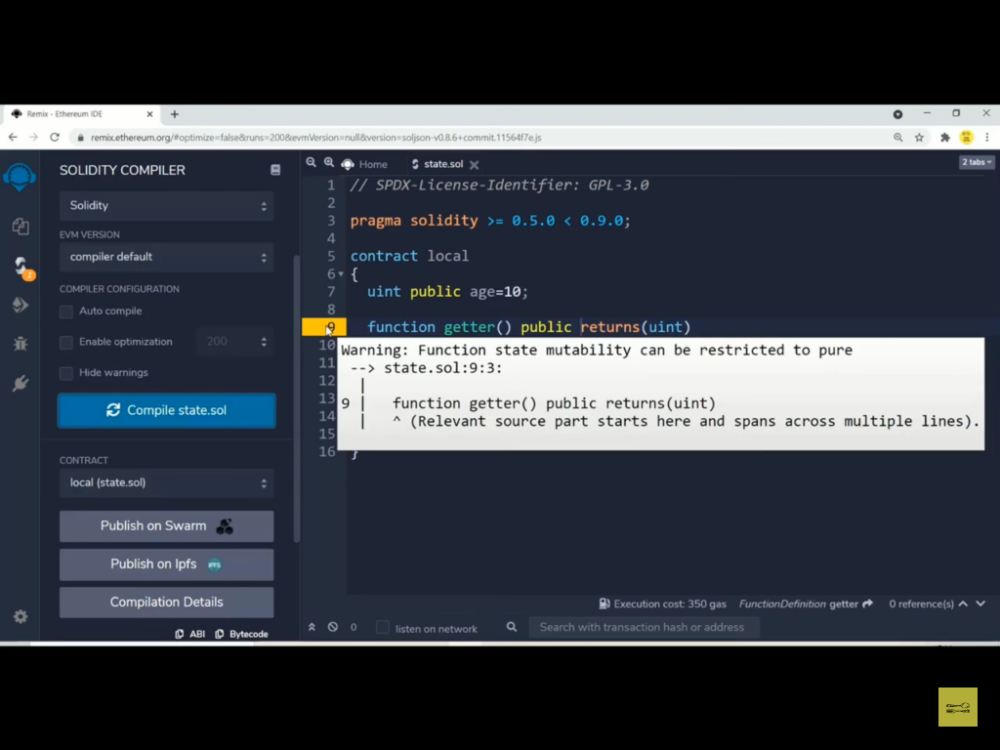 Remix - Ethereum IDE
remix.ethereum.org/#optimize=false&runs=200&evmVersion=null&version=soljson-v0.8.6+commit.11564f7e.js
SOLIDITY COMPILER
Solidity
EVM VERSION
compiler default
COMPILER CONFIGURATION
Auto compile
Enable optimization 200
Hide warnings
Compile state.sol
CONTRACT
local (state.sol)
Publish on Swarm
Publish on Ipfs IPFS
Compilation Details
ABI Bytecode
1
Home state.sol 2 tabs
1 // SPDX-License-Identifier: GPL-3.0
2
3 pragma solidity >= 0.5.0 < 0.9.0;
4
5 contract local
6 {
7 uint public age=10;
8
9 function getter() public returns(uint)
10
11
12
13
14
15
16 }
Warning: Function state mutability can be restricted to pure
--> state.sol:9:3:
|
9 | function getter() public returns(uint)
| ^ (Relevant source part starts here and spans across multiple lines).
Execution cost: 350 gas FunctionDefinition getter 0 reference(s)
0 listen on network Search with transaction hash or address